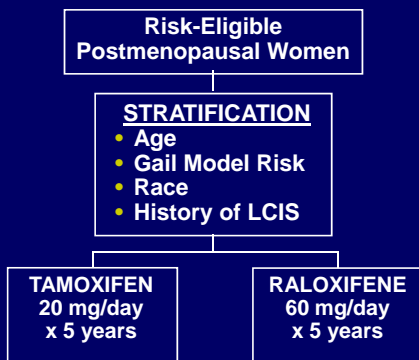 Risk-Eligible
Postmenopausal Women
STRATIFICATION
• Age
• Gail Model Risk
• Race
• History of LCIS
TAMOXIFEN
20 mg/day
x 5 years
RALOXIFENE
60 mg/day
x 5 years